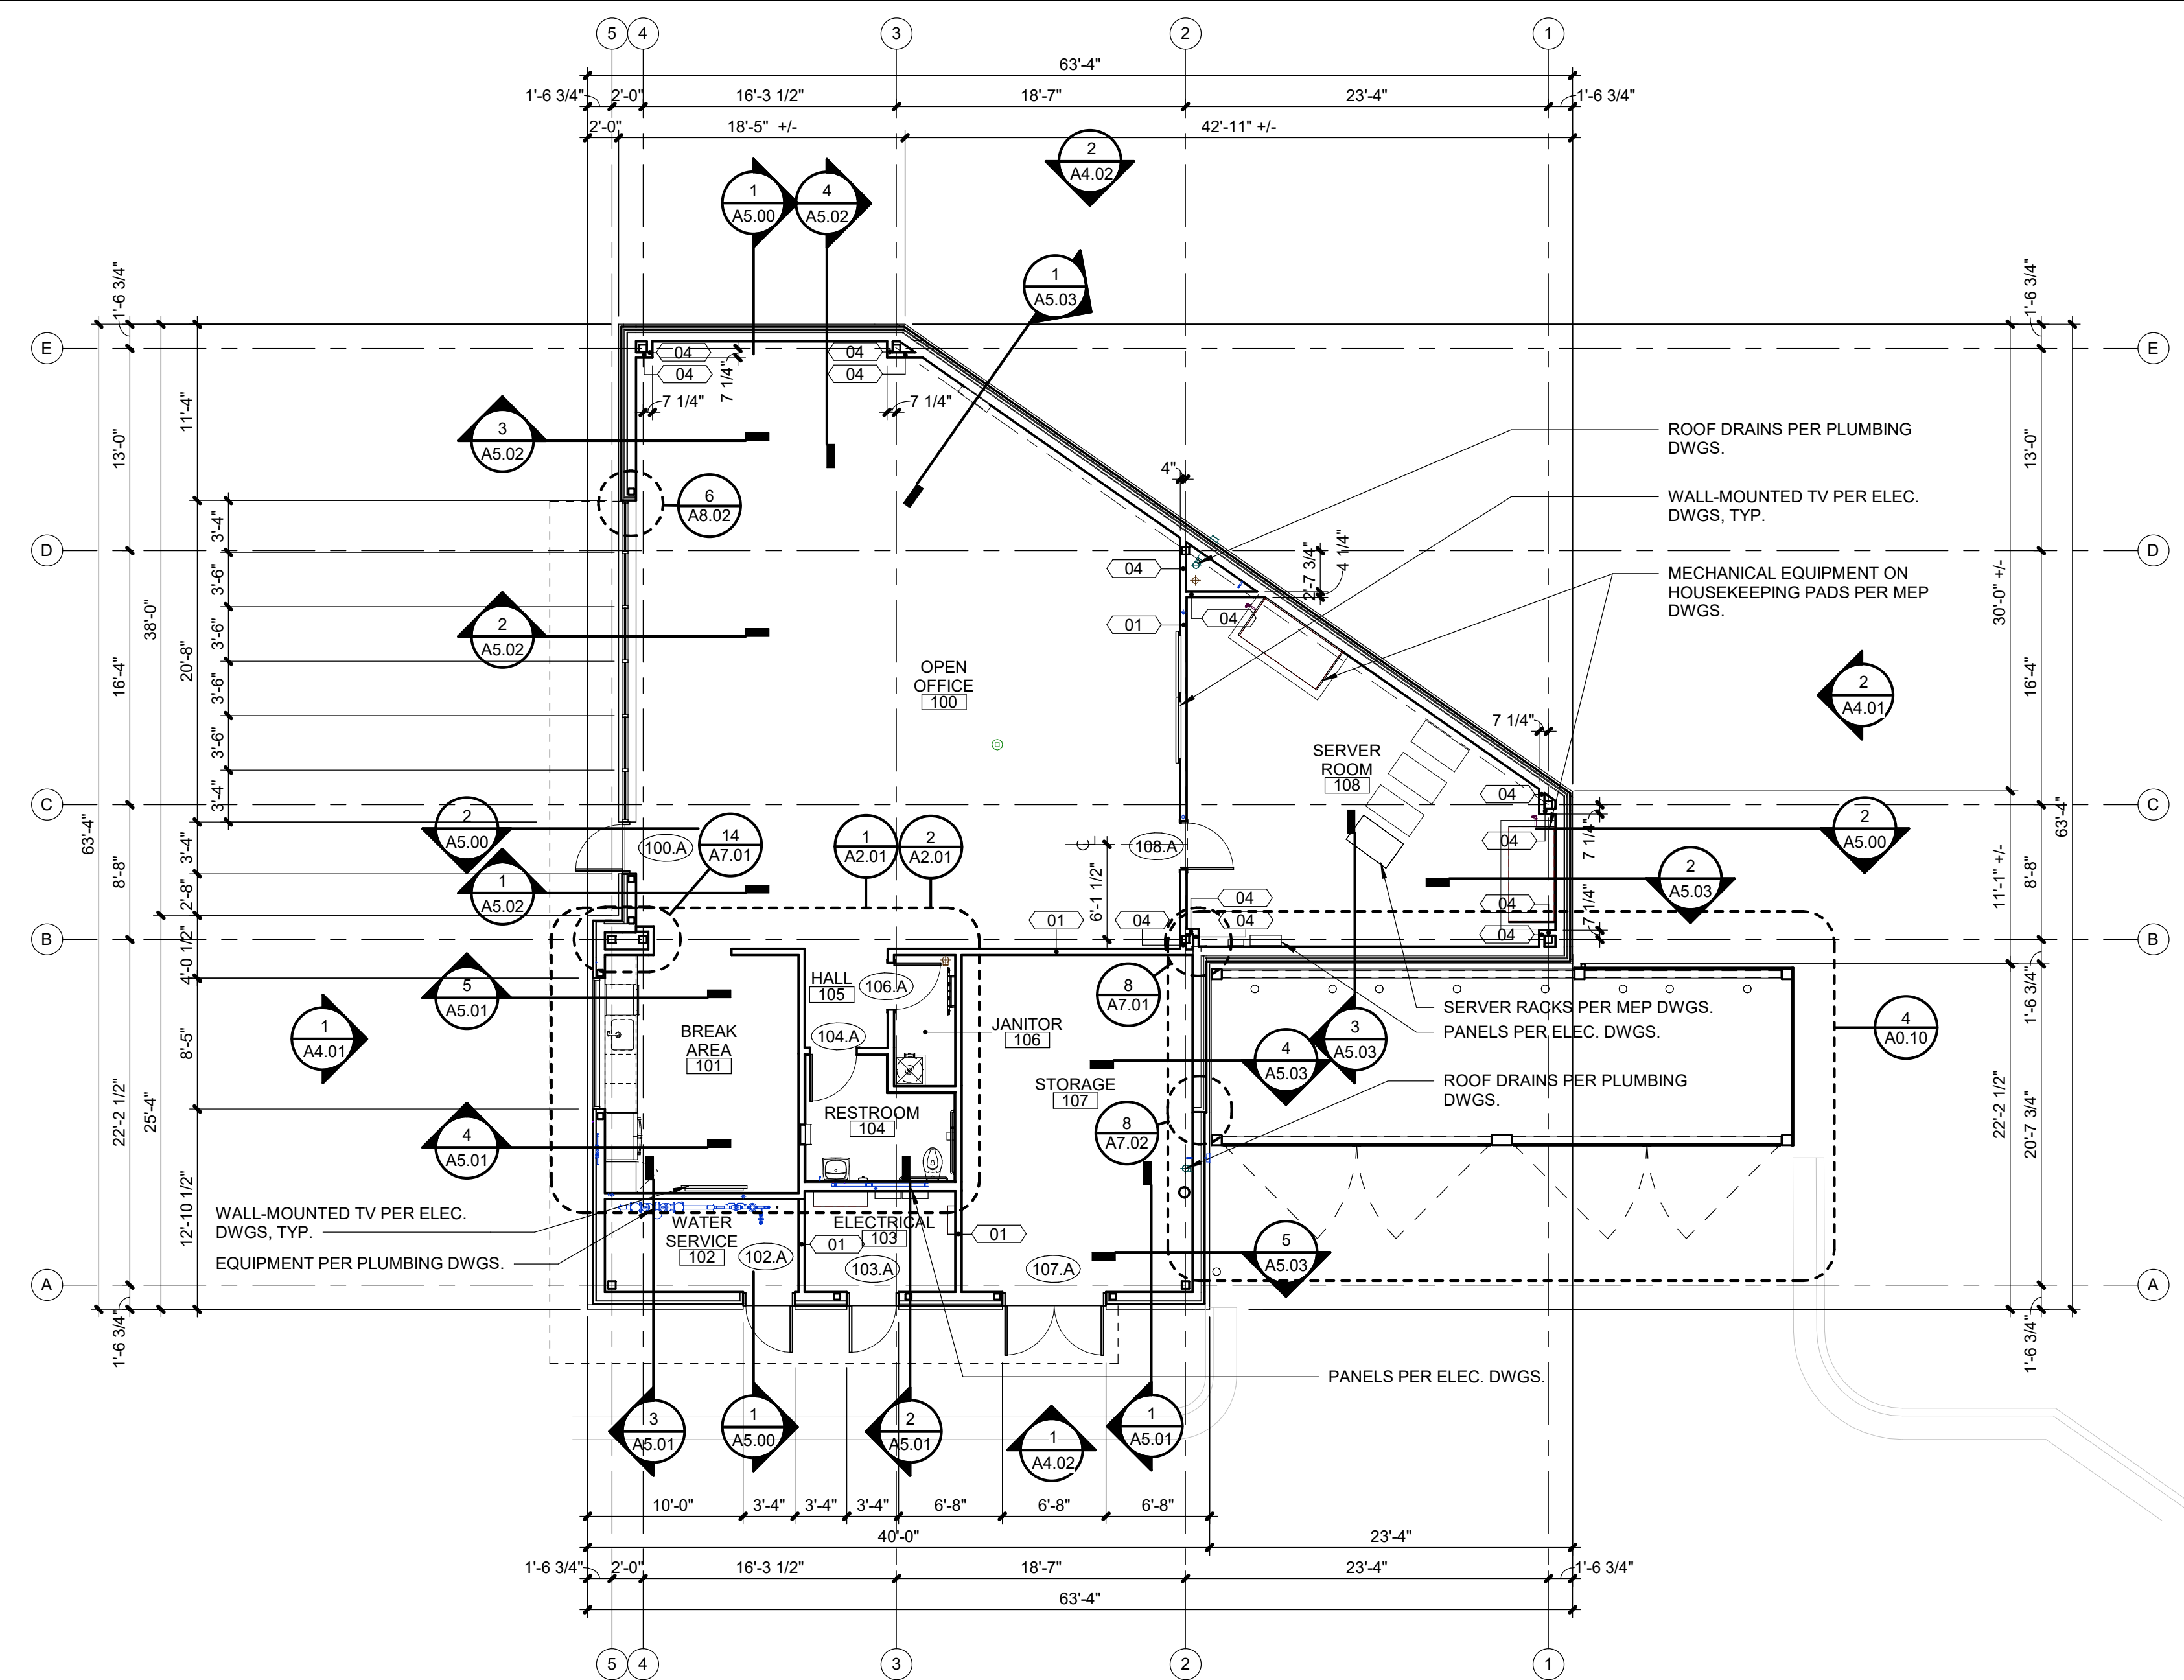 5 4 3 2 1
63'-4"
1'-6 3/4" 2'-0" 16'-3 1/2" 18'-7" 23'-4" 1'-6 3/4"
2'-0" 18'-5" +/- 42'-11" +/-
2
A4.02
1
A5.00
4
A5.02
1
A5.03
1'-6 3/4"
1'-6 3/4"
E
E
04
04
04
04
7 1/4"
7 1/4"
7 1/4"
11'-4"
13'-0"
13'-0"
3
A5.02
ROOF DRAINS PER PLUMBING
DWGS.
4"
WALL-MOUNTED TV PER ELEC.
DWGS, TYP.
6
A8.02
3'-4"
D
D
2'-7 3/4"
4 1/4"
04
MECHANICAL EQUIPMENT ON
HOUSEKEEPING PADS PER MEP
DWGS.
3'-6"
38'-0"
30'-0" +/-
01
04
2
A5.02
3'-6"
20'-8"
16'-4"
16'-4"
OPEN
OFFICE
100
3'-6"
2
A4.01
7 1/4"
3'-6"
SERVER
ROOM
108
3'-4"
C
C
04
63'-4"
63'-4"
2
A5.00
14
A7.01
1
A2.01
2
A2.01
100.A
108.A
04
7 1/4"
2
A5.00
3'-4"
8'-8"
8'-8"
11'-1" +/-
1
A5.02
2
A5.03
2'-8"
6'-1 1/2"
CL
04
04
04
01
04
04
7 1/4"
B
B
4'-0 1/2"
HALL
105
106.A
5
A5.01
8
A7.01
SERVER RACKS PER MEP DWGS.
1'-6 3/4"
1
A4.01
BREAK
AREA
101
104.A
JANITOR
106
PANELS PER ELEC. DWGS.
4
A0.10
8'-5"
3
A5.03
4
A5.03
STORAGE
107
ROOF DRAINS PER PLUMBING
DWGS.
22'-2 1/2"
25'-4"
22'-2 1/2"
20'-7 3/4"
4
A5.01
RESTROOM
104
8
A7.02
12'-10 1/2"
WALL-MOUNTED TV PER ELEC.
DWGS, TYP.
EQUIPMENT PER PLUMBING DWGS.
WATER
SERVICE
102
102.A
01
ELECTRICAL
103
103.A
01
107.A
5
A5.03
A
A
1'-6 3/4"
1'-6 3/4"
PANELS PER ELEC. DWGS.
3
A5.01
1
A5.00
2
A5.01
1
A4.02
1
A5.01
10'-0" 3'-4" 3'-4" 3'-4" 6'-8" 6'-8" 6'-8"
40'-0" 23'-4"
1'-6 3/4" 2'-0" 16'-3 1/2" 18'-7" 23'-4" 1'-6 3/4"
63'-4"
5 4 3 2 1